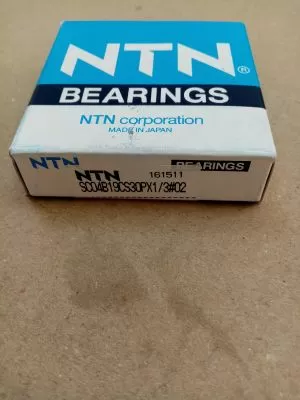 NTN®
BEARINGS
NTN corporation
MADE IN JAPAN
NTN BEARINGS
NTN 161511
SC04B19CS30PX1/3#02